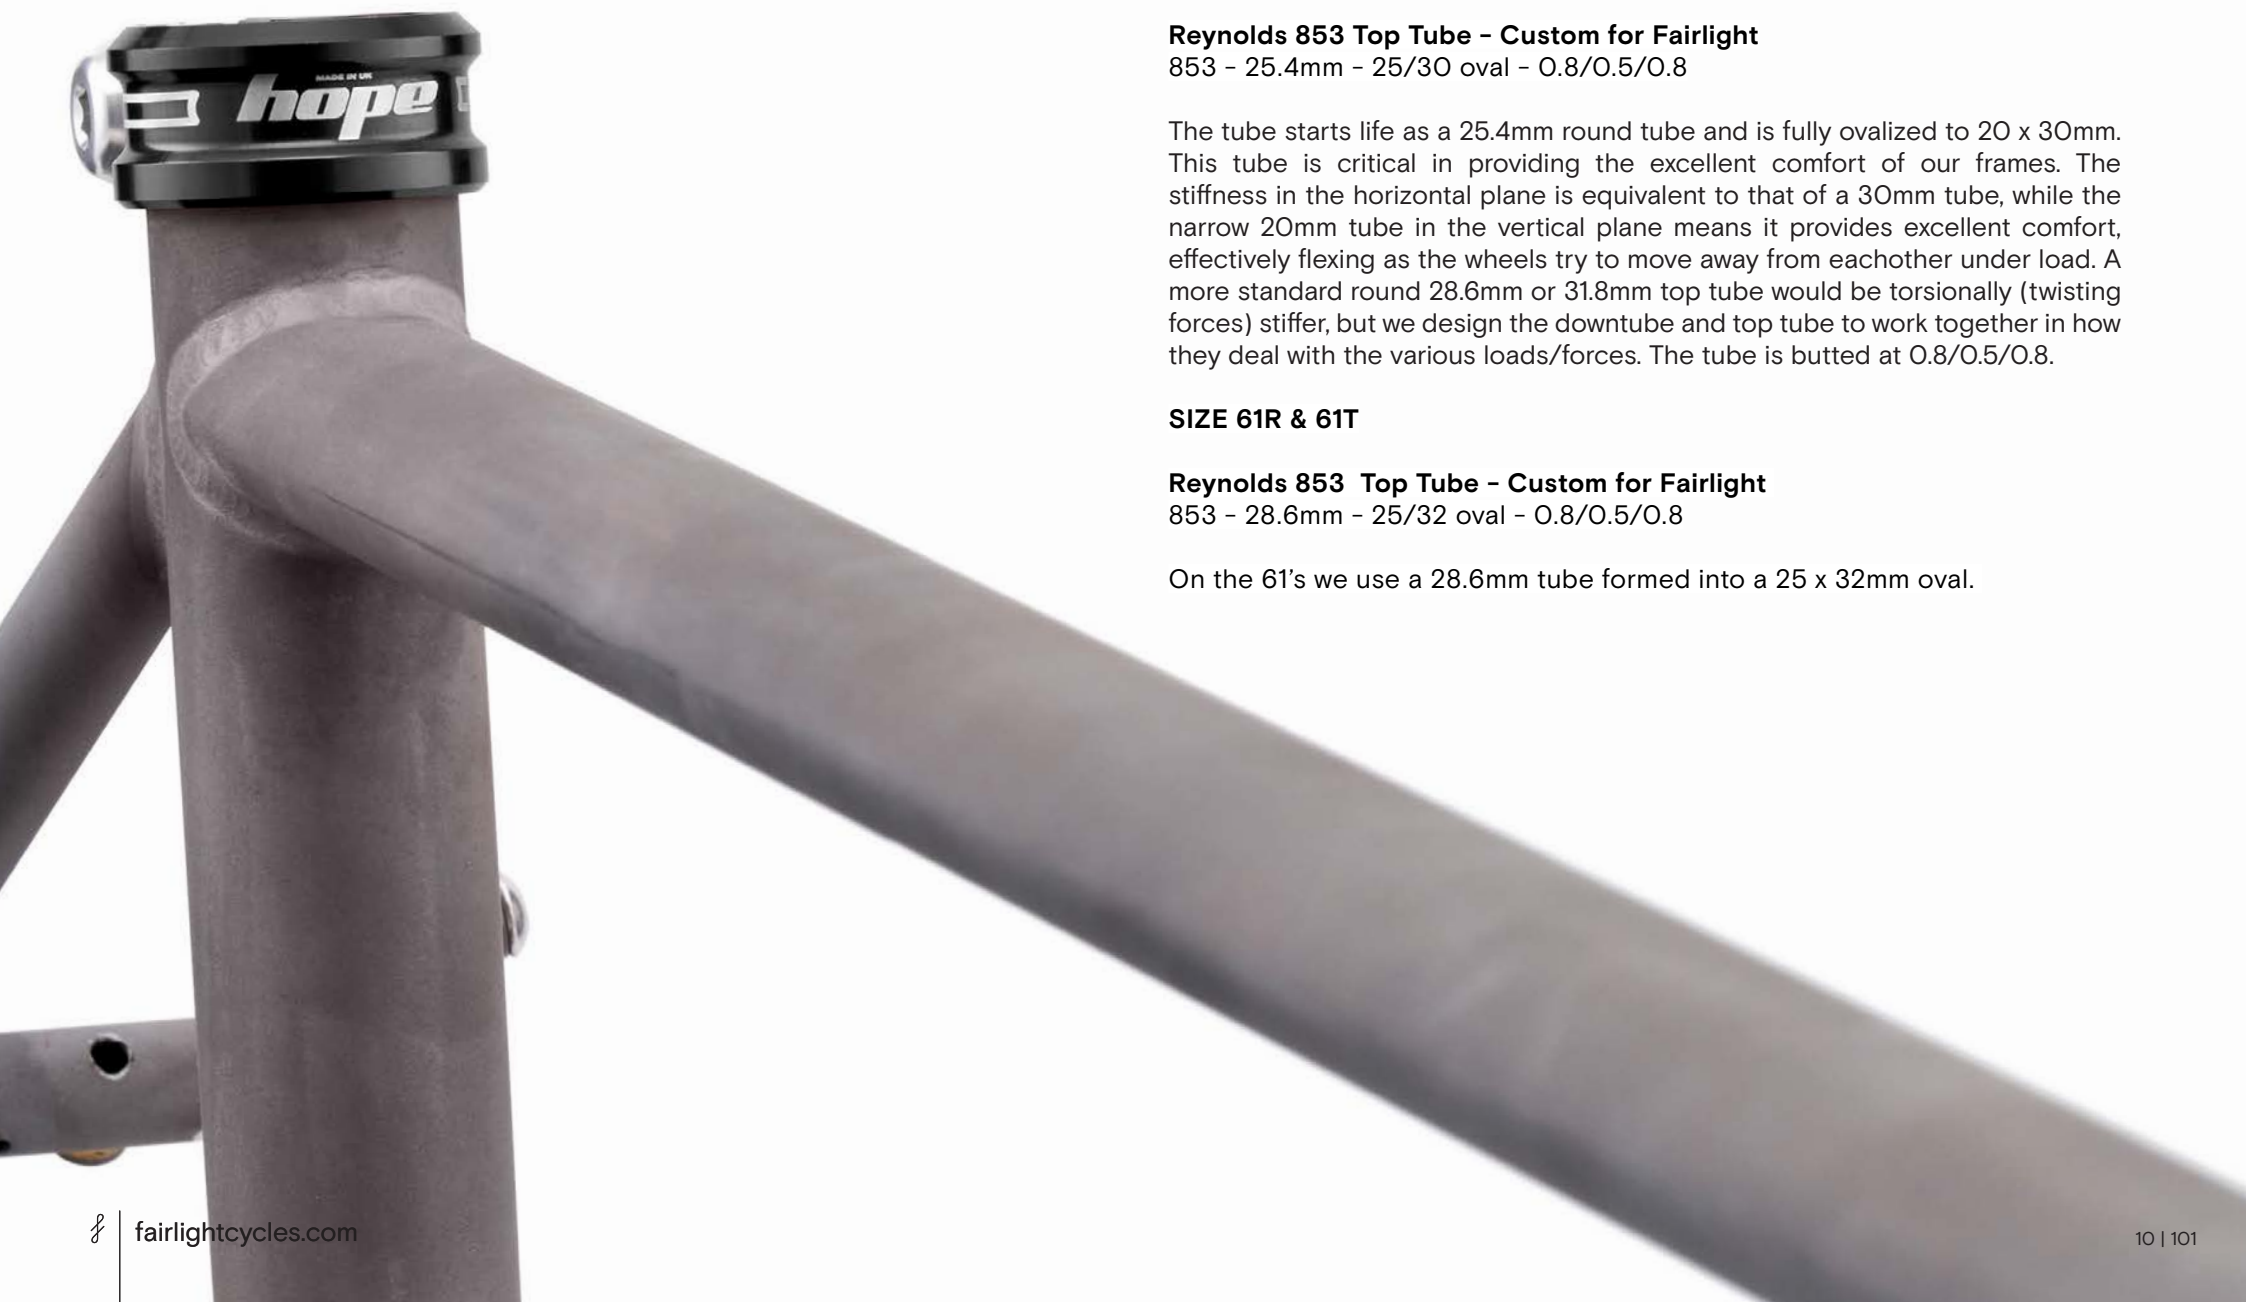 Reynolds 853 Top Tube – Custom for Fairlight
853 – 25.4mm – 25/30 oval – 0.8/0.5/0.8
The tube starts life as a 25.4mm round tube and is fully ovalized to 20 x 30mm.
This tube is critical in providing the excellent comfort of our frames. The
stiffness in the horizontal plane is equivalent to that of a 30mm tube, while the
narrow 20mm tube in the vertical plane means it provides excellent comfort,
effectively flexing as the wheels try to move away from eachother under load. A
more standard round 28.6mm or 31.8mm top tube would be torsionally (twisting
forces) stiffer, but we design the downtube and top tube to work together in how
they deal with the various loads/forces. The tube is butted at 0.8/0.5/0.8.
SIZE 61R & 61T
Reynolds 853  Top Tube – Custom for Fairlight
853 – 28.6mm – 25/32 oval – 0.8/0.5/0.8
On the 61’s we use a 28.6mm tube formed into a 25 x 32mm oval.
MADE IN UK
hope
fairlightcycles.com
10 | 101